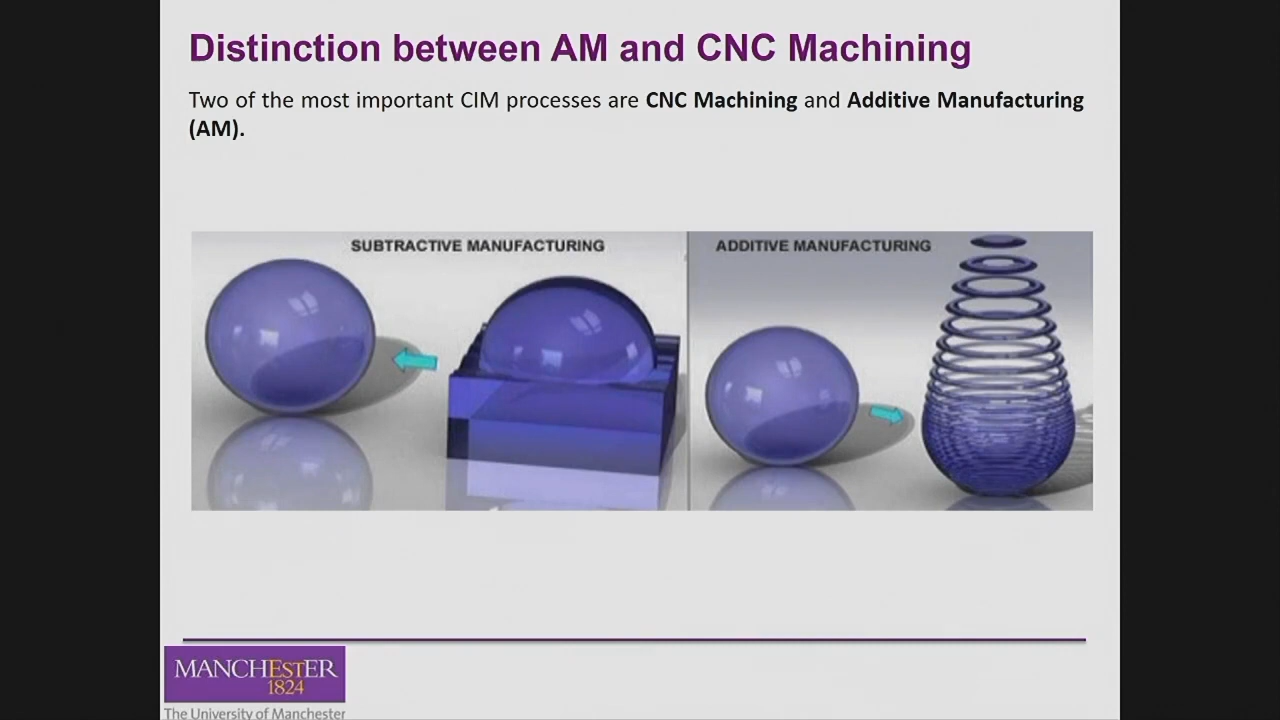 Distinction between AM and CNC Machining
Two of the most important CIM processes are CNC Machining and Additive Manufacturing
(AM).
SUBTRACTIVE MANUFACTURING
ADDITIVE MANUFACTURING
MANCHESTER
1824
The University of Manchester